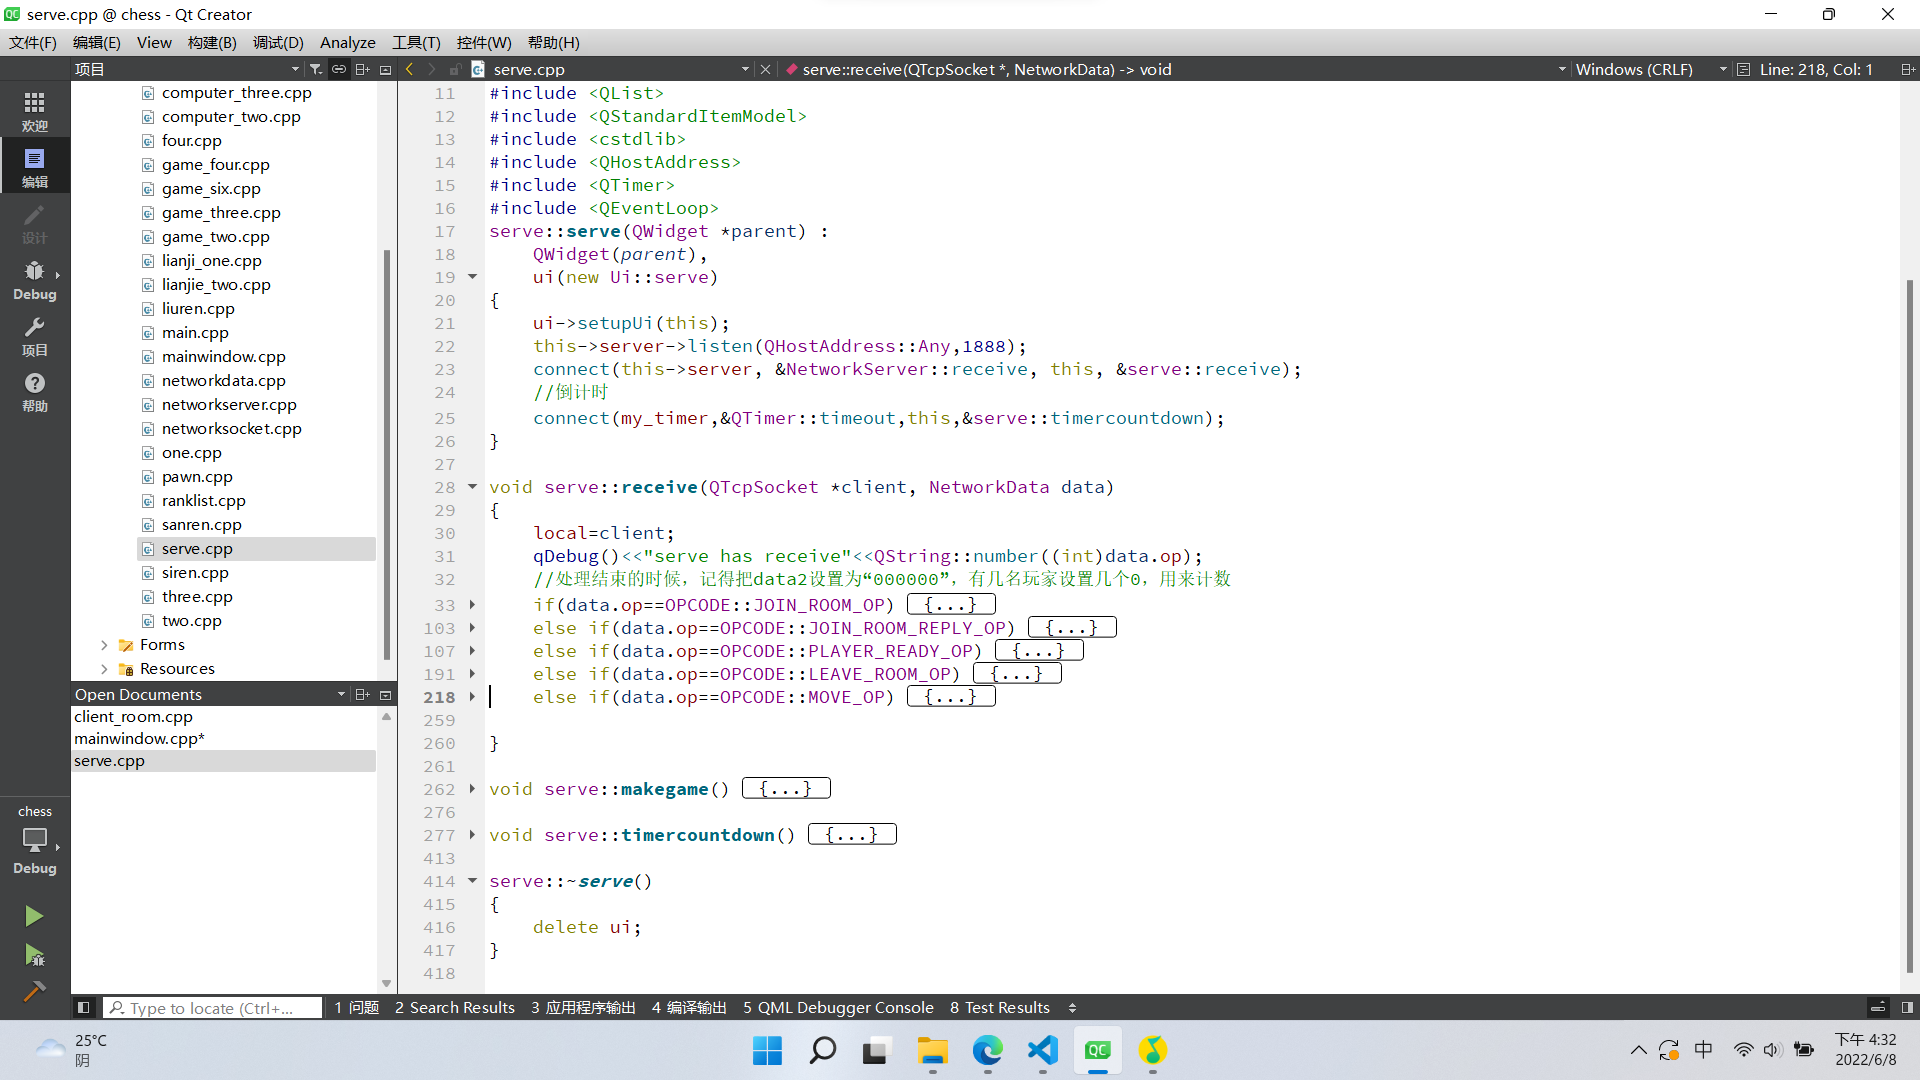 serve.cpp @ chess - Qt Creator
文件(F) 编辑(E) View 构建(B) 调试(D) Analyze 工具(T) 控件(W) 帮助(H)
项目
serve.cpp
serve::receive(QTcpSocket *, NetworkData) -> void
Windows (CRLF)
Line: 218, Col: 1
欢迎
编辑
设计
Debug
项目
帮助
chess
Debug
computer_three.cpp
computer_two.cpp
four.cpp
game_four.cpp
game_six.cpp
game_three.cpp
game_two.cpp
lianji_one.cpp
lianjie_two.cpp
liuren.cpp
main.cpp
mainwindow.cpp
networkdata.cpp
networkserver.cpp
networksocket.cpp
one.cpp
pawn.cpp
ranklist.cpp
sanren.cpp
serve.cpp
siren.cpp
three.cpp
two.cpp
Forms
Resources
Open Documents
client_room.cpp
mainwindow.cpp*
serve.cpp
11 #include <QList>
12 #include <QStandardItemModel>
13 #include <cstdlib>
14 #include <QHostAddress>
15 #include <QTimer>
16 #include <QEventLoop>
17 serve::serve(QWidget *parent) :
18 QWidget(parent),
19 ui(new Ui::serve)
20 {
21 ui->setupUi(this);
22 this->server->listen(QHostAddress::Any,1888);
23 connect(this->server, &NetworkServer::receive, this, &serve::receive);
24 //倒计时
25 connect(my_timer,&QTimer::timeout,this,&serve::timercountdown);
26 }
27
28 void serve::receive(QTcpSocket *client, NetworkData data)
29 {
30 local=client;
31 qDebug()<<"serve has receive"<<QString::number((int)data.op);
32 //处理结束的时候，记得把data2设置为“000000”，有几名玩家设置几个0，用来计数
33 if(data.op==OPCODE::JOIN_ROOM_OP) {...}
103 else if(data.op==OPCODE::JOIN_ROOM_REPLY_OP) {...}
107 else if(data.op==OPCODE::PLAYER_READY_OP) {...}
191 else if(data.op==OPCODE::LEAVE_ROOM_OP) {...}
218 else if(data.op==OPCODE::MOVE_OP) {...}
259
260 }
261
262 void serve::makegame() {...}
276
277 void serve::timercountdown() {...}
413
414 serve::~serve()
415 {
416 delete ui;
417 }
418
Type to locate (Ctrl+...
1 问题 2 Search Results 3 应用程序输出 4 编译输出 5 QML Debugger Console 8 Test Results
25°C
阴
QC
中
下午 4:32
2022/6/8